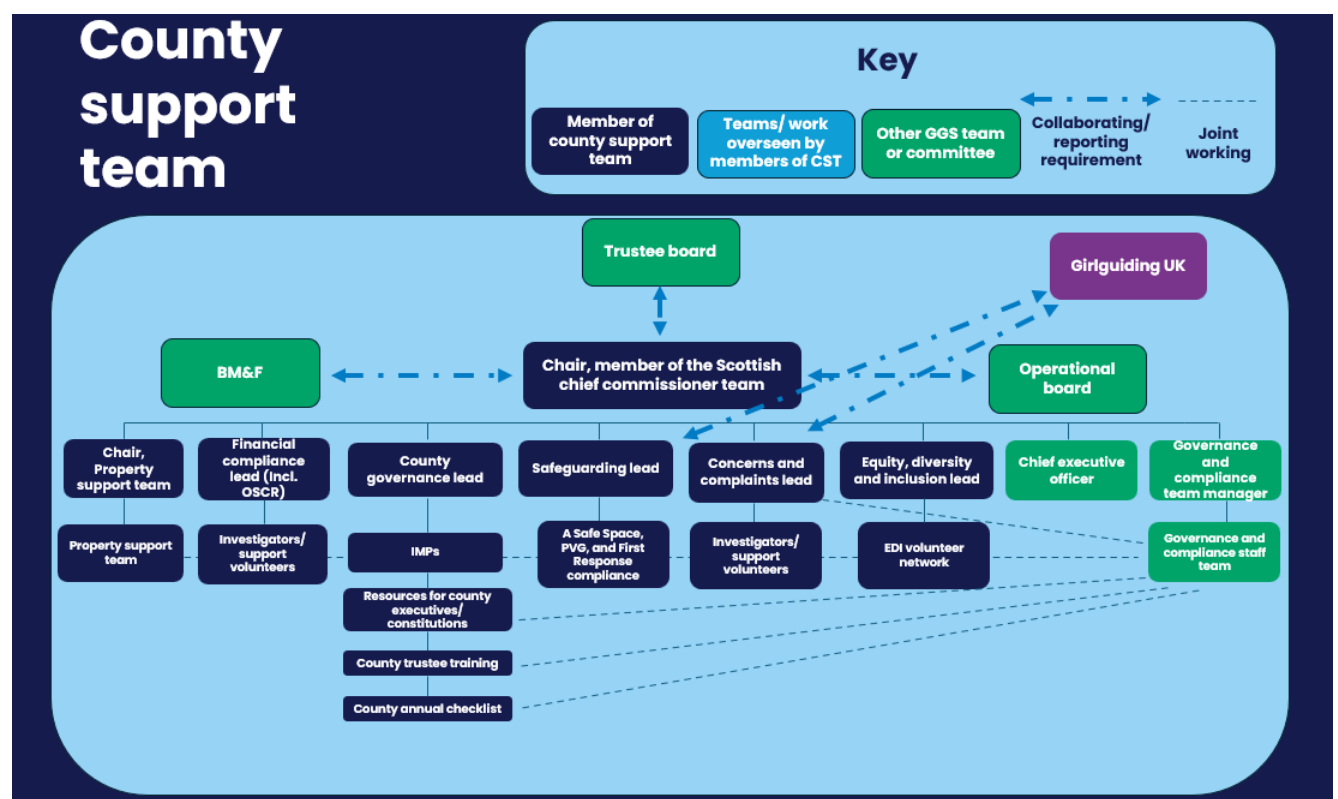 County
support
team
Key
Member of
county support
team
Teams/ work
overseen by
members of CST
Other GGS team
or committee
Collaborating/
reporting
requirement
Joint
working
Trustee board
Girlguiding UK
BM&F
Chair, member of the Scottish
chief commissioner team
Operational
board
Chair,
Property
support team
Financial
compliance
lead (Incl.
OSCR)
County
governance lead
Safeguarding lead
Concerns and
complaints lead
Equity, diversity
and inclusion lead
Chief executive
officer
Governance
and
compliance
team manager
Property support
team
Investigators/
support
volunteers
IMPs
A Safe Space,
PVG, and First
Response
compliance
Investigators/
support
volunteers
EDI volunteer
network
Governance and
compliance staff
team
Resources for county
executives/
constitutions
County trustee training
County annual checklist